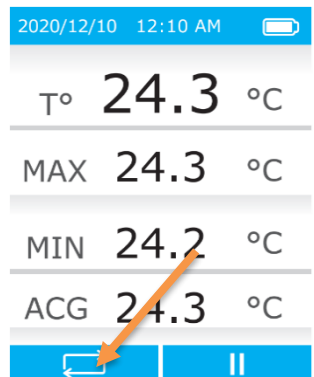 2020/12/10 12:10 AM
T° 24.3 °C
MAX 24.3 °C
MIN 24.2 °C
ACG 24.3 °C